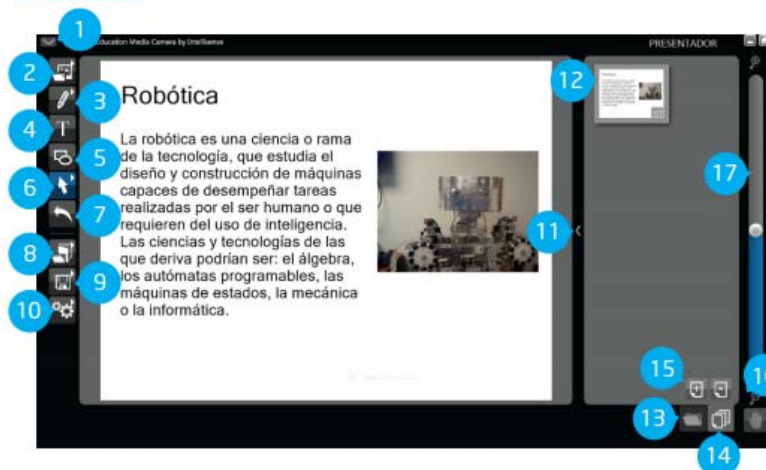 1
Education Media Camera by Intellisense
PRESENTADOR
2
3
4
T
5
6
7
8
9
10
11
12
13
14
15
17
Robótica
La robótica es una ciencia o rama
de la tecnología, que estudia el
diseño y construcción de máquinas
capaces de desempeñar tareas
realizadas por el ser humano o que
requieren del uso de inteligencia.
Las ciencias y tecnologías de las
que deriva podrían ser: el álgebra,
los autómatas programables, las
máquinas de estados, la mecánica
o la informática.